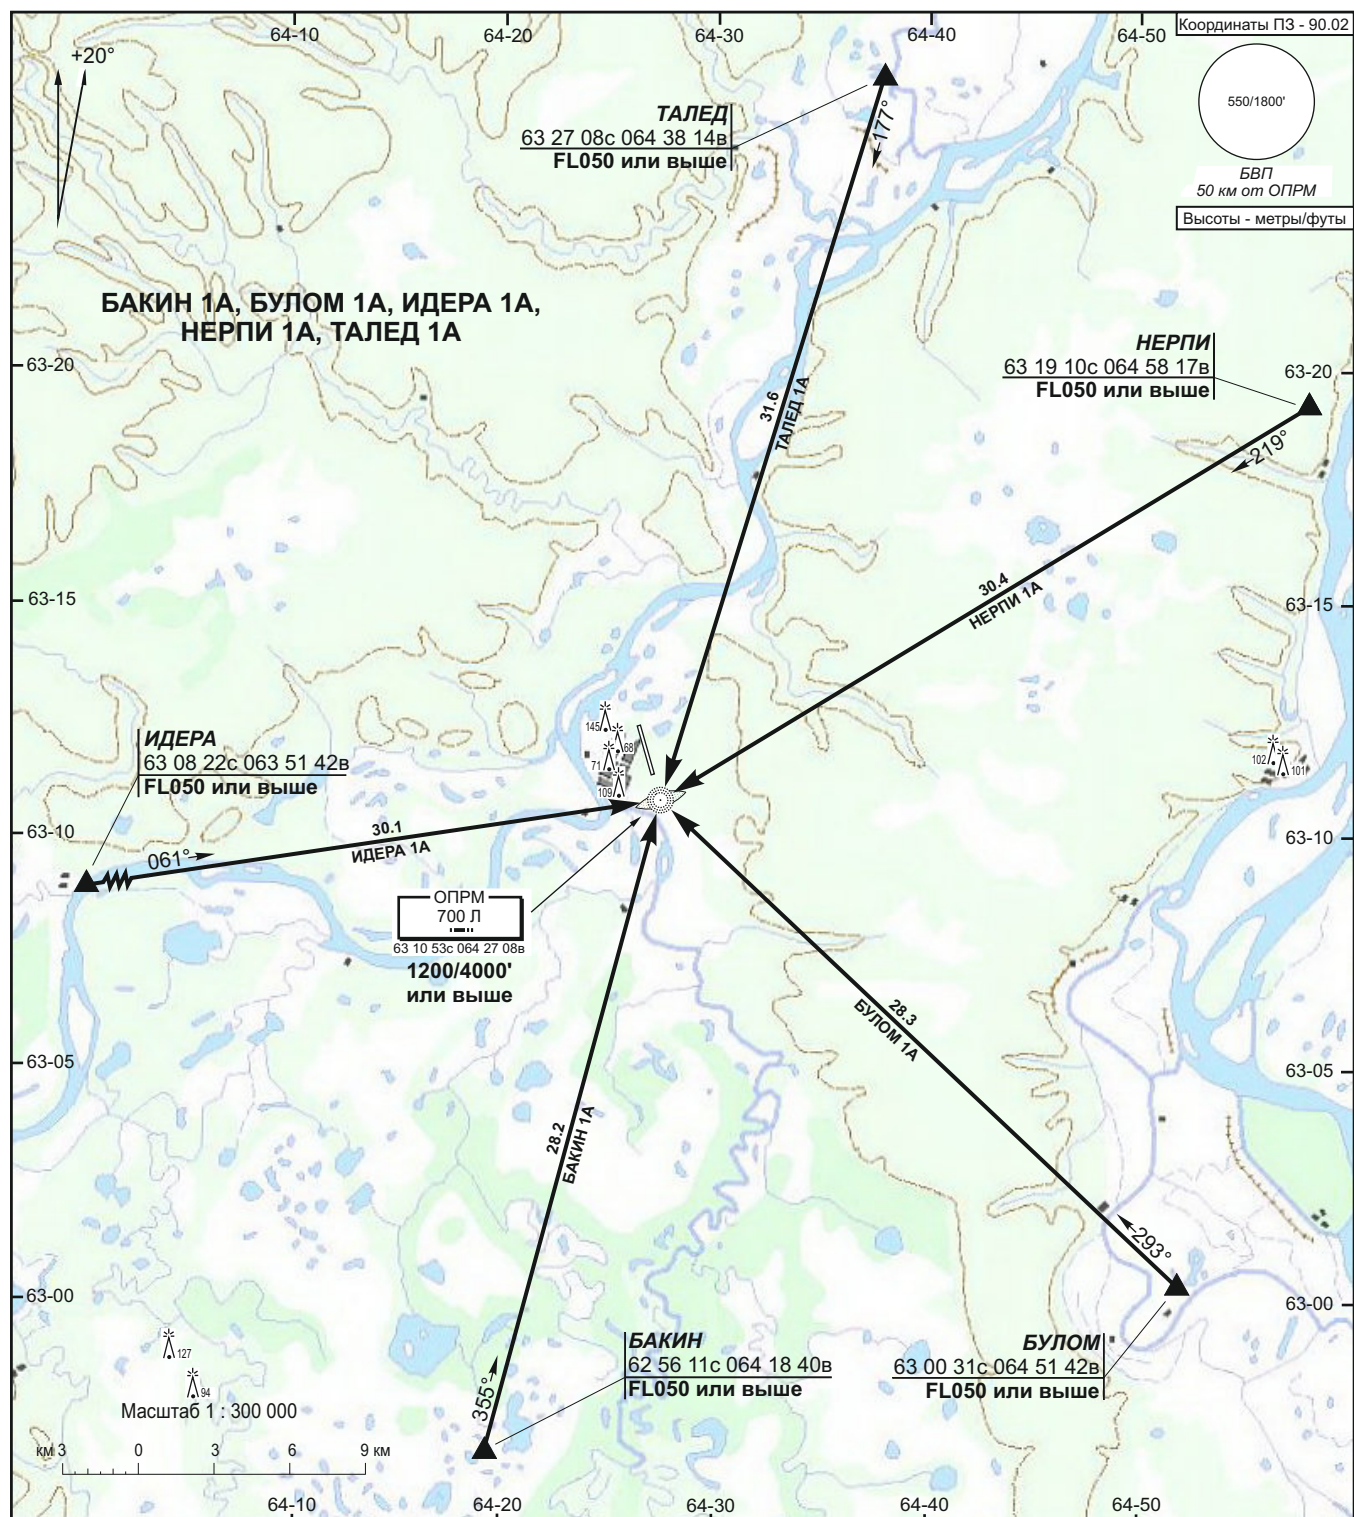 64-10
64-20
64-30
64-40
64-50
Координаты ПЗ - 90.02
+20°
550/1800'
БВП
50 км от ОПРМ
Высоты - метры/футы
ТАЛЕД
63 27 08с 064 38 14в
FL050 или выше
177°
БАКИН 1А, БУЛОМ 1А, ИДЕРА 1А,
НЕРПИ 1А, ТАЛЕД 1А
НЕРПИ
63 19 10с 064 58 17в
FL050 или выше
63-20
63-20
219°
31.6
ТАЛЕД 1А
30.4
НЕРПИ 1А
63-15
63-15
145
68
71
109
102
101
ИДЕРА
63 08 22с 063 51 42в
FL050 или выше
63-10
63-10
061°
30.1
ИДЕРА 1А
ОПРМ
700 Л
63 10 53с 064 27 08в
1200/4000'
или выше
28.3
БУЛОМ 1А
63-05
63-05
28.2
БАКИН 1А
293°
63-00
63-00
БАКИН
62 56 11с 064 18 40в
FL050 или выше
БУЛОМ
63 00 31с 064 51 42в
FL050 или выше
355°
127
94
Масштаб 1 : 300 000
км 3 0 3 6 9 км
64-10
64-20
64-30
64-40
64-50